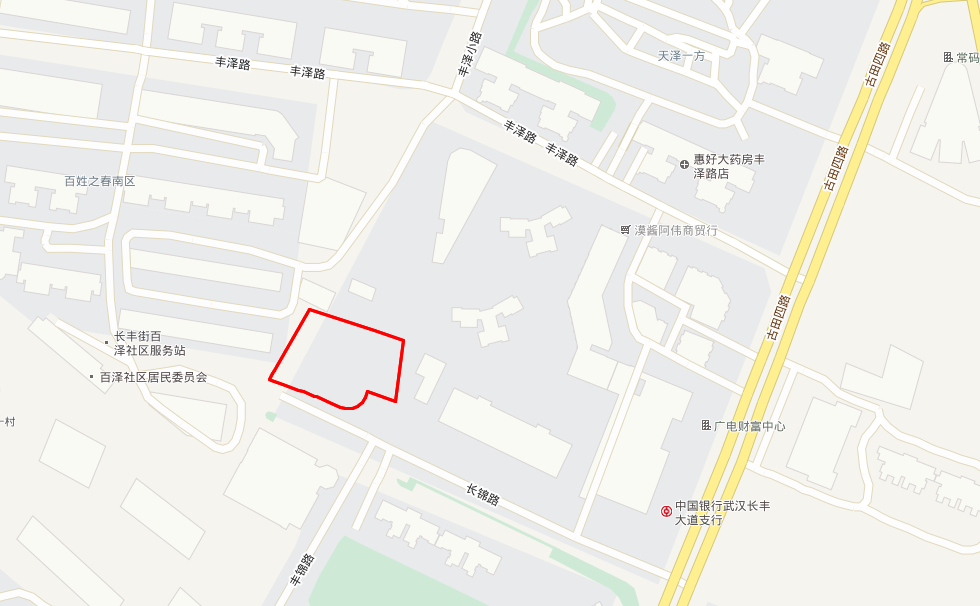 丰泽小路
古田四路
天泽一方
常码
丰泽路
丰泽路
丰泽路
丰泽路
惠好大药房丰
泽路店
古田四路
百姓之春南区
漠酱阿伟商贸行
古田四路
长丰街百
泽社区服务站
百泽社区居民委员会
一村
广电财富中心
长锦路
中国银行武汉长丰
大道支行
丰锦路